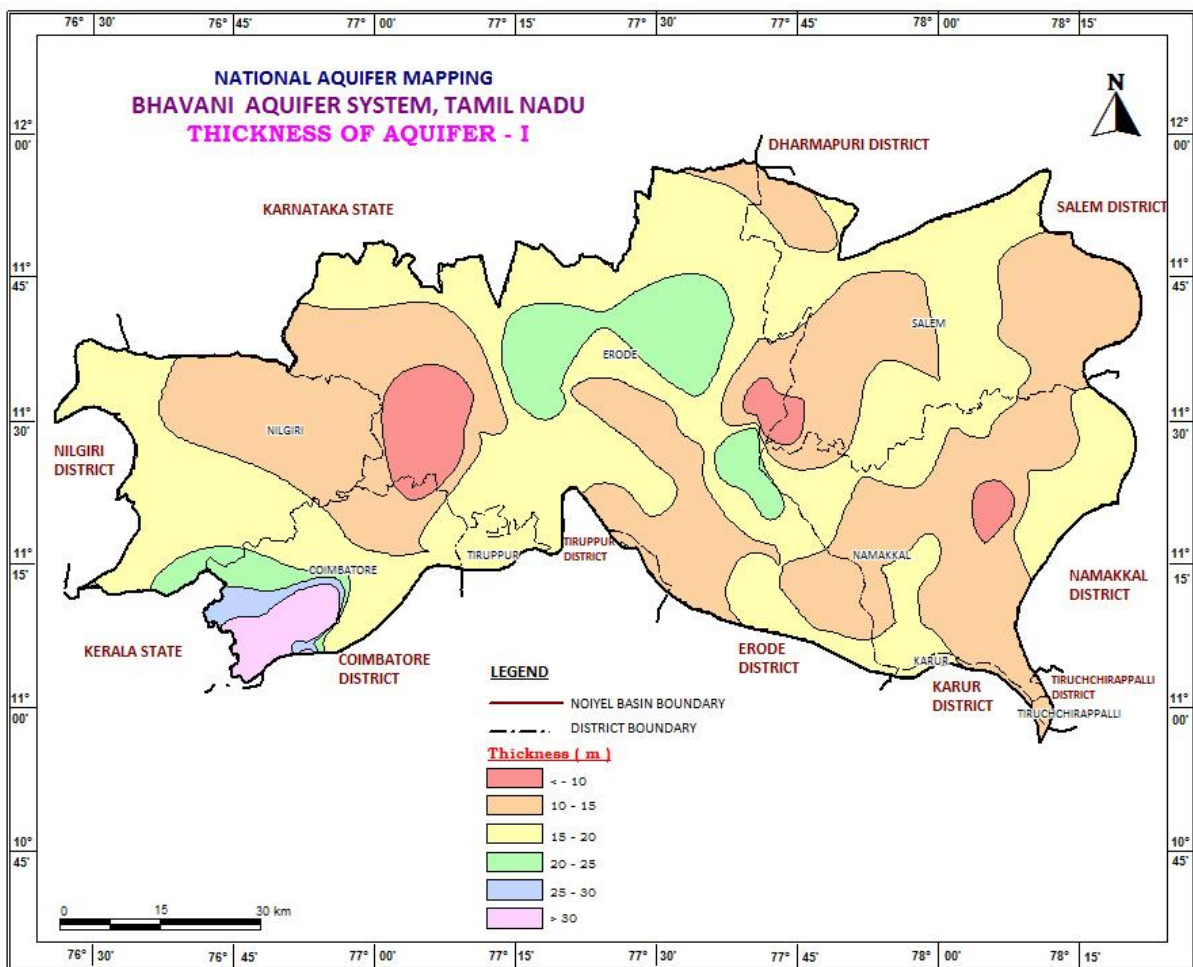 76° 30' 76° 45' 77° 00' 77° 15' 77° 30' 77° 45' 78° 00' 78° 15'
NATIONAL AQUIFER MAPPING
BHAVANI AQUIFER SYSTEM, TAMIL NADU
THICKNESS OF AQUIFER - I
N
12° 00'
12° 00'
DHARMAPURI DISTRICT
KARNATAKA STATE
SALEM DISTRICT
11° 45'
11° 45'
SALEM
ERODE
11° 30'
11° 30'
NILGIRI
NILGIRI
DISTRICT
TIRUPPUR
TIRUPPUR
DISTRICT
NAMAKKAL
11° 15'
11° 15'
COIMBATORE
NAMAKKAL
DISTRICT
KERALA STATE
COIMBATORE
DISTRICT
ERODE
DISTRICT
KARUR
KARUR
DISTRICT
TIRUCHCHIRAPPALLI
DISTRICT
TIRUCHCHIRAPPALLI
11° 00'
11° 00'
LEGEND
NOIYEL BASIN BOUNDARY
DISTRICT BOUNDARY
Thickness ( m )
< - 10
10 - 15
15 - 20
20 - 25
25 - 30
> 30
10° 45'
10° 45'
0 15 30 km
76° 30' 76° 45' 77° 00' 77° 15' 77° 30' 77° 45' 78° 00' 78° 15'